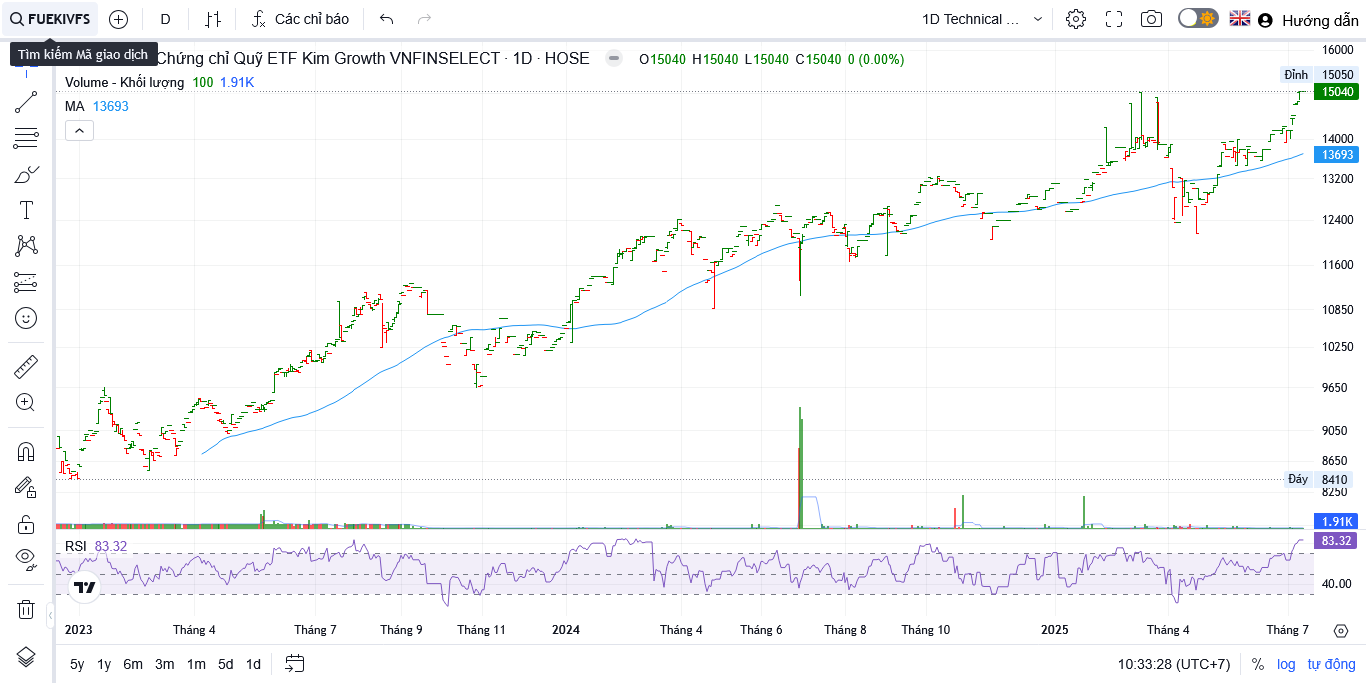 FUEKIVFS
D
Các chỉ báo
1D Technical ...
Hướng dẫn
Tìm kiếm Mã giao dịch
Chứng chỉ Quỹ ETF Kim Growth VNFINSELECT · 1D · HOSE
O15040 H15040 L15040 C15040 0 (0.00%)
Volume - Khối lượng 100 1.91K
MA 13693
16000
Đỉnh 15050
15040
14000
13693
13200
12400
11600
10850
10250
9650
9050
8650
Đáy 8410
8250
1.91K
RSI 83.32
83.32
40.00
2023 Tháng 4 Tháng 7 Tháng 9 Tháng 11 2024 Tháng 4 Tháng 6 Tháng 8 Tháng 10 2025 Tháng 4 Tháng 7
5y 1y 6m 3m 1m 5d 1d
10:33:28 (UTC+7) % log tự động